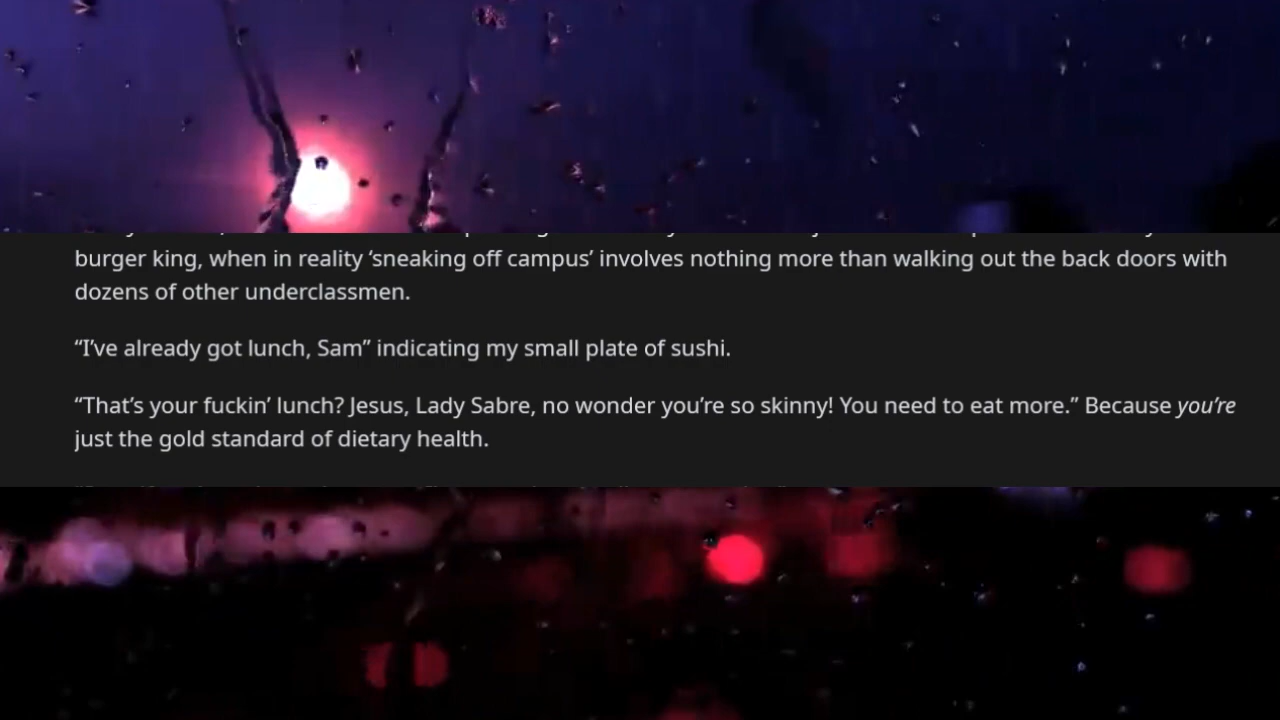 burger king, when in reality ‘sneaking off campus’ involves nothing more than walking out the back doors with
dozens of other underclassmen.
“I’ve already got lunch, Sam” indicating my small plate of sushi.
“That’s your fuckin’ lunch? Jesus, Lady Sabre, no wonder you’re so skinny! You need to eat more.” Because you’re
just the gold standard of dietary health.